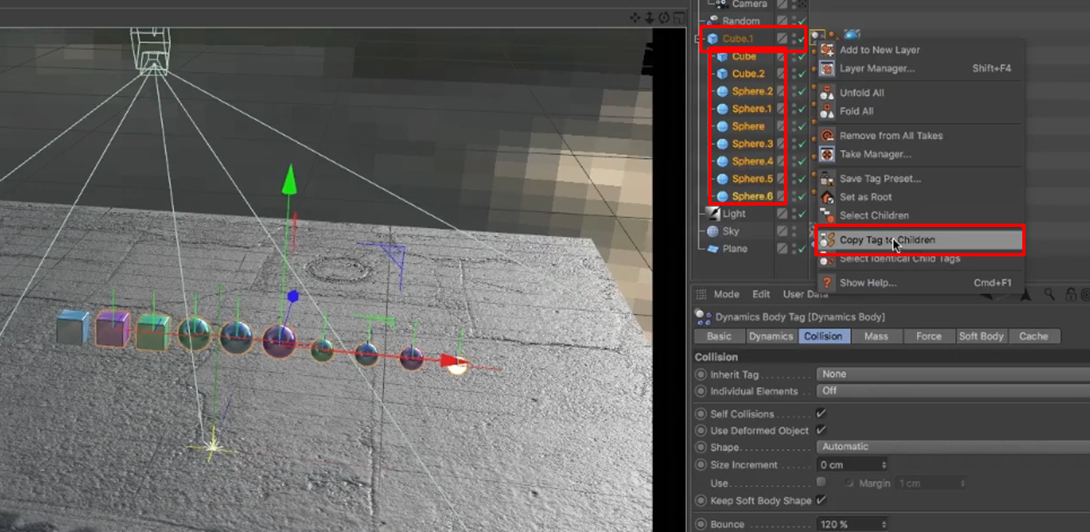 Camera
Random
Cube.1
Cube
Cube.2
Sphere.2
Sphere.1
Sphere
Sphere.3
Sphere.4
Sphere.5
Sphere.6
Light
Sky
Plane
Add to New Layer
Layer Manager... Shift+F4
Unfold All
Fold All
Remove from All Takes
Take Manager...
Save Tag Preset...
Set as Root
Select Children
Copy Tag to Children
Select Identical Child Tags
Show Help... Cmd+F1
Mode Edit User Data
Dynamics Body Tag [Dynamics Body]
Basic Dynamics Collision Mass Force Soft Body Cache
Collision
Inherit Tag None
Individual Elements Off
Self Collisions
Use Deformed Object
Shape Automatic
Size Increment 0 cm
Use Margin 1 cm
Keep Soft Body Shape
Bounce 120 %